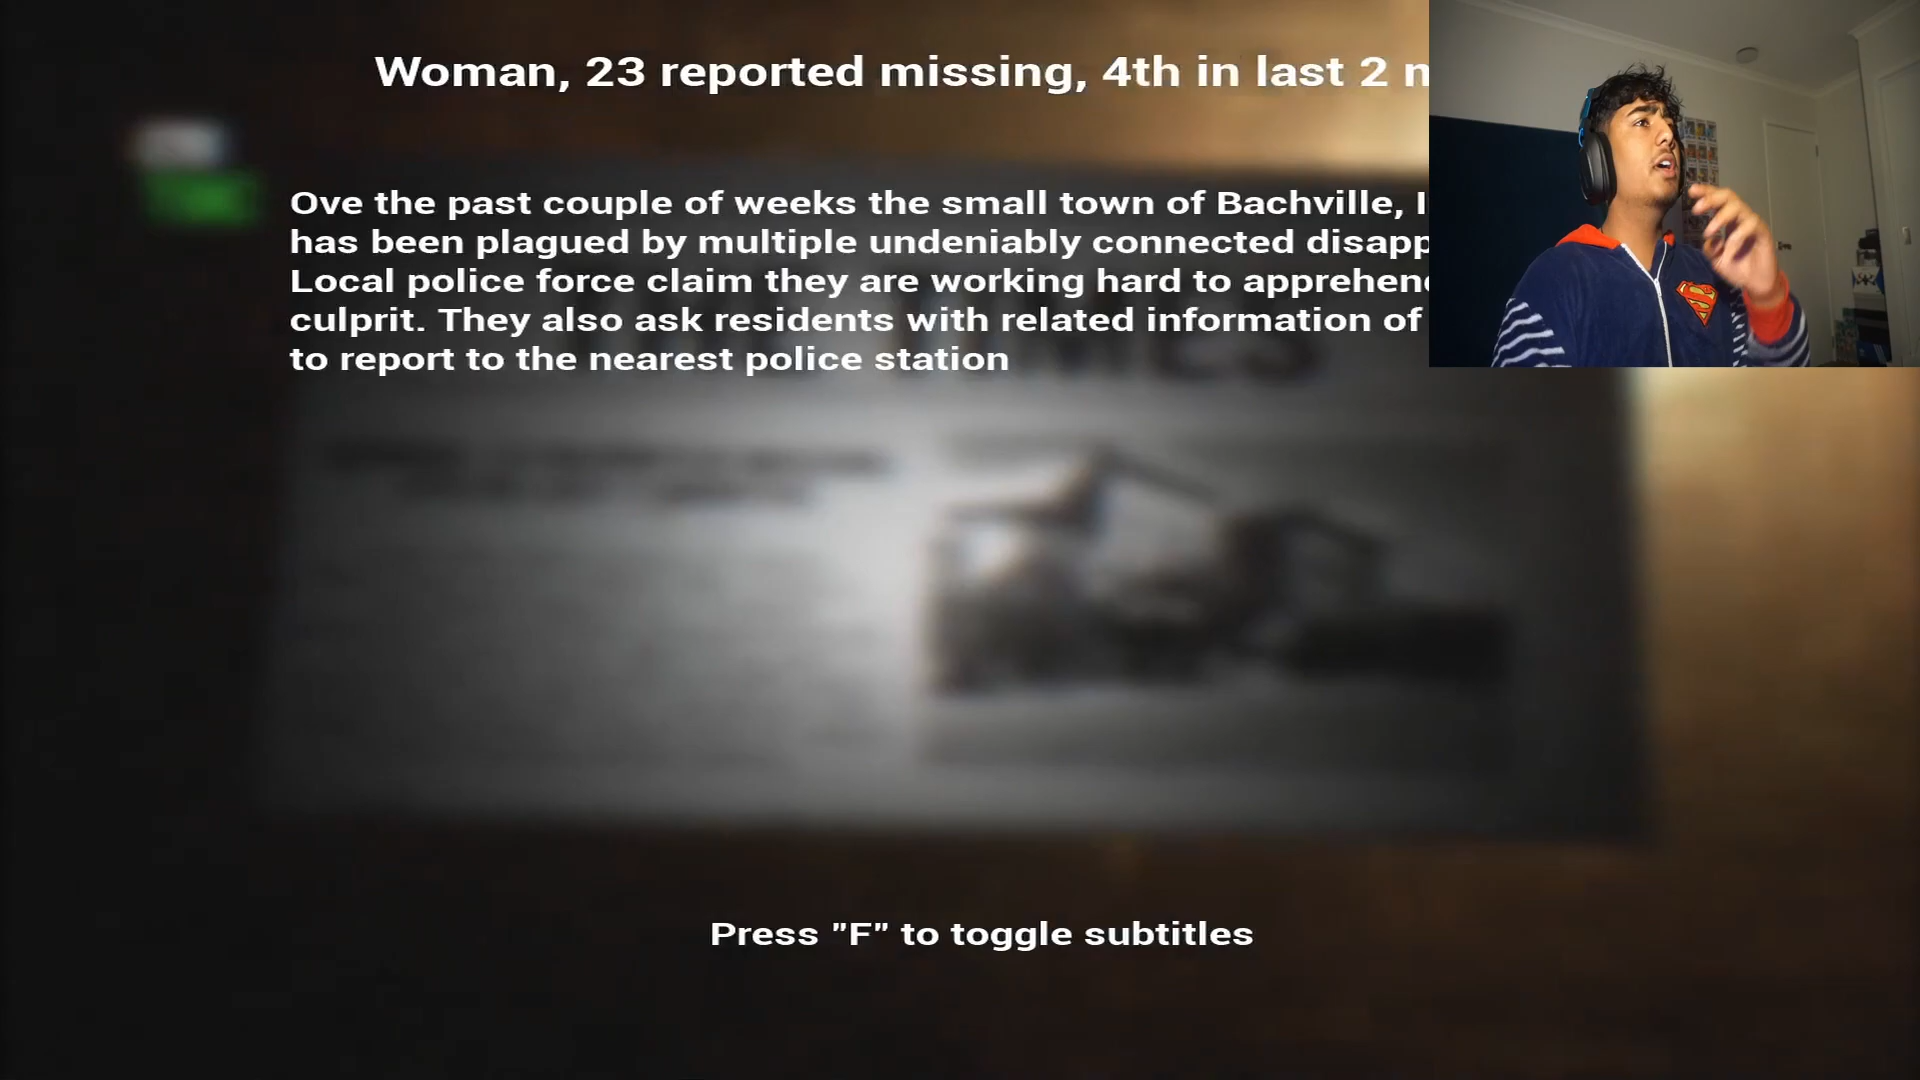 Woman, 23 reported missing, 4th in last 2
Ove the past couple of weeks the small town of Bachville,
has been plagued by multiple undeniably connected
Local police force claim they are working hard to
culprit. They also ask residents with related information of
to report to the nearest police station
Press "F" to toggle subtitles